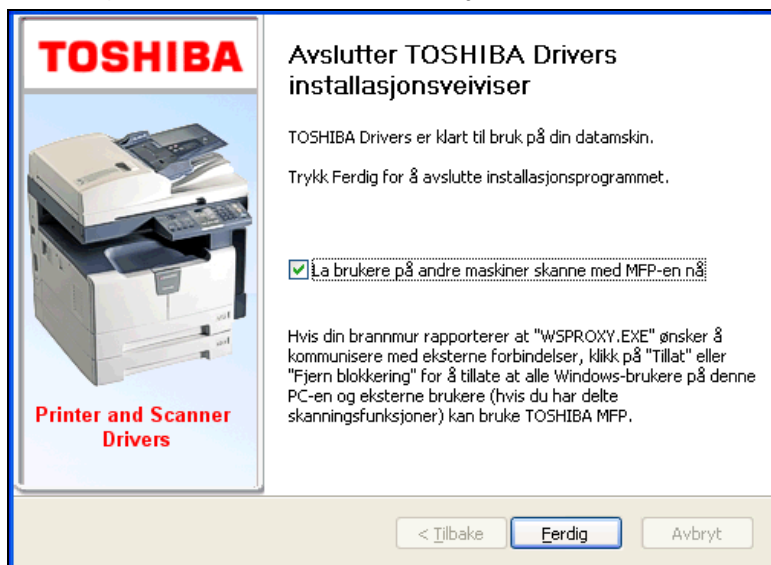 TOSHIBA
Printer and Scanner
Drivers
Avslutter TOSHIBA Drivers
installasjonsveiviser
TOSHIBA Drivers er klart til bruk på din datamskin.
Trykk Ferdig for å avslutte installasjonsprogrammet.
La brukere på andre maskiner skanne med MFP-en nå
Hvis din brannmur rapporterer at "WSPROXY.EXE" ønsker å
kommunisere med eksterne forbindelser, klikk på "Tillat" eller
"Fjern blokkering" for å tillate at alle Windows-brukere på denne
PC-en og eksterne brukere (hvis du har delte
skanningsfunksjoner) kan bruke TOSHIBA MFP.
< Tilbake
Ferdig
Avbryt